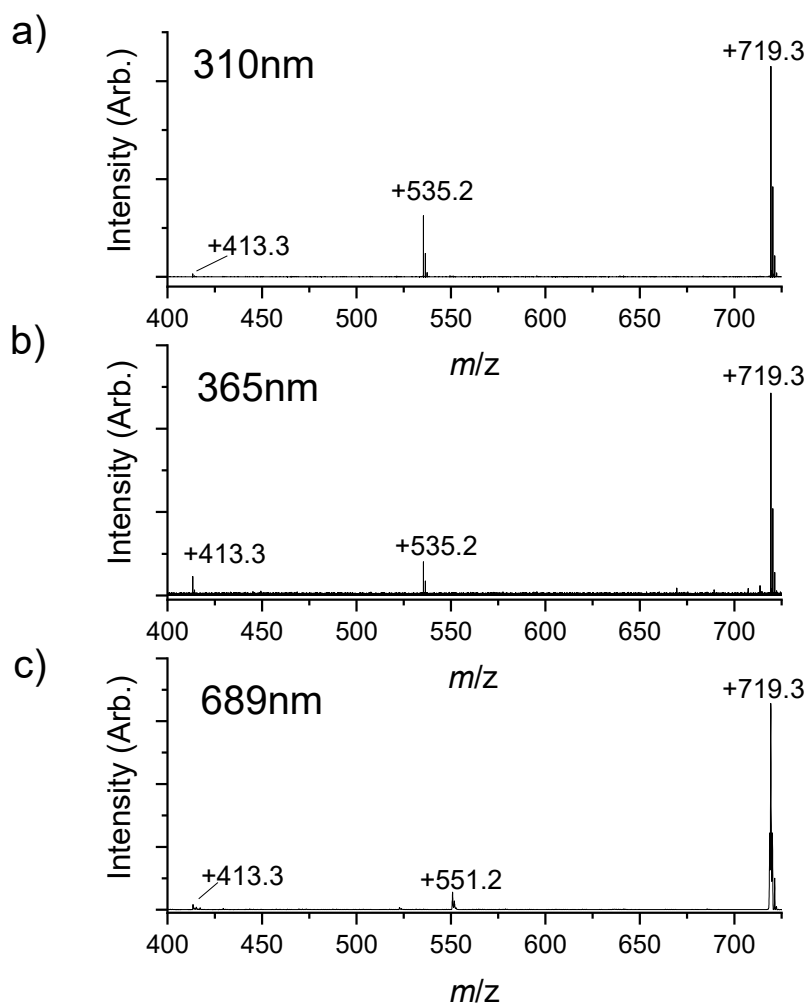 a)
310nm
+719.3
+535.2
+413.3
Intensity (Arb.)
400 450 500 550 600 650 700
m/z
b)
365nm
+719.3
+535.2
+413.3
Intensity (Arb.)
400 450 500 550 600 650 700
m/z
c)
689nm
+719.3
+551.2
+413.3
Intensity (Arb.)
400 450 500 550 600 650 700
m/z